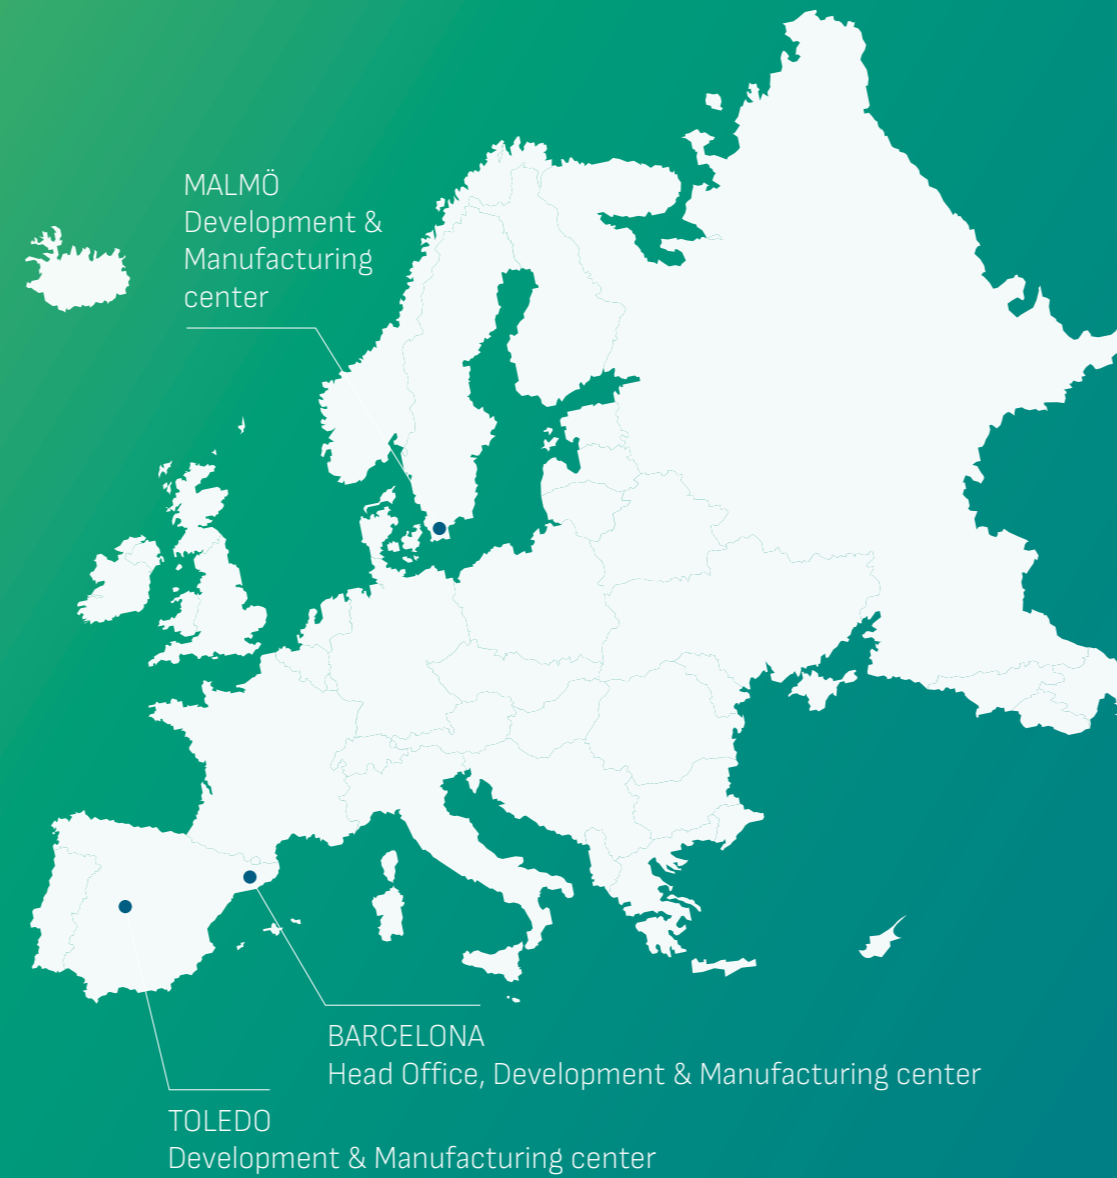 MALMÖ
Development &
Manufacturing
center
BARCELONA
Head Office, Development & Manufacturing center
TOLEDO
Development & Manufacturing center